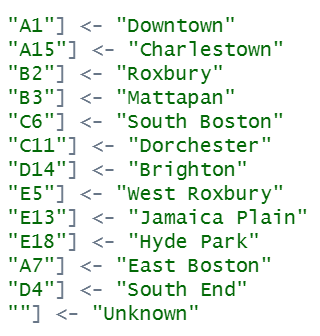 "A1"] <- "Downtown"
"A15"] <- "Charlestown"
"B2"] <- "Roxbury"
"B3"] <- "Mattapan"
"C6"] <- "South Boston"
"C11"] <- "Dorchester"
"D14"] <- "Brighton"
"E5"] <- "West Roxbury"
"E13"] <- "Jamaica Plain"
"E18"] <- "Hyde Park"
"A7"] <- "East Boston"
"D4"] <- "South End"
""] <- "Unknown"